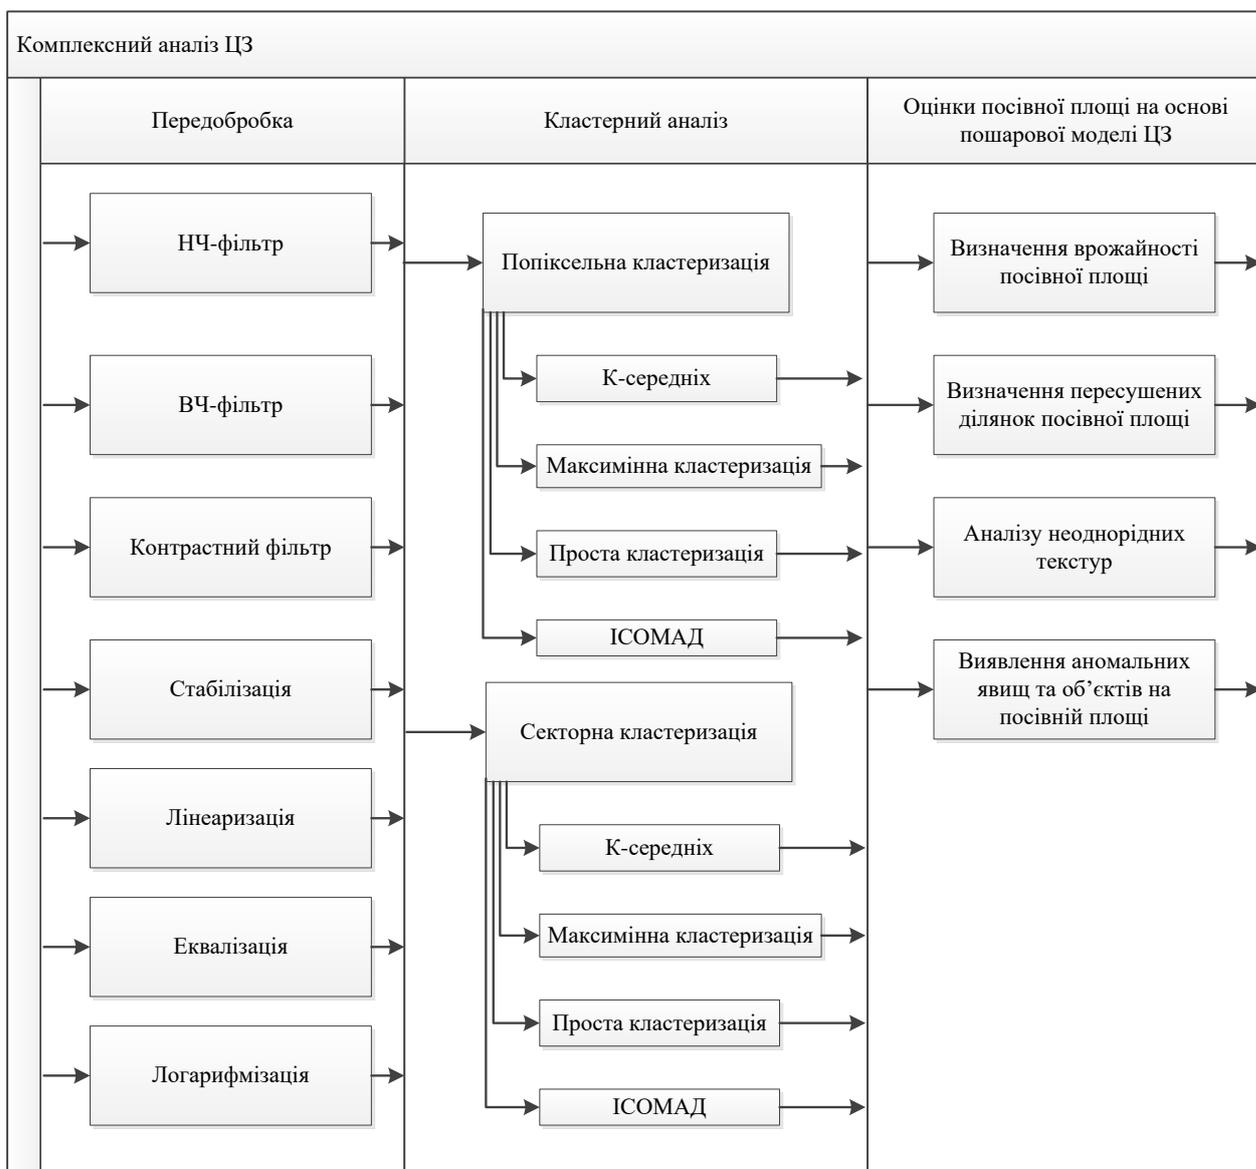 Комплексний аналіз ЦЗ
Передобробка
Кластерний аналіз
Оцінки посівної площі на основі
пошарової моделі ЦЗ
НЧ-фільтр
ВЧ-фільтр
Контрастний фільтр
Стабілізація
Лінеаризація
Еквалізація
Логарифмізація
Попіксельна кластеризація
К-середніх
Максимінна кластеризація
Проста кластеризація
ІСОМАД
Секторна кластеризація
К-середніх
Максимінна кластеризація
Проста кластеризація
ІСОМАД
Визначення врожайності
посівної площі
Визначення пересушених
ділянок посівної площі
Аналізу неоднорідних
текстур
Виявлення аномальних
явищ та об’єктів на
посівній площі